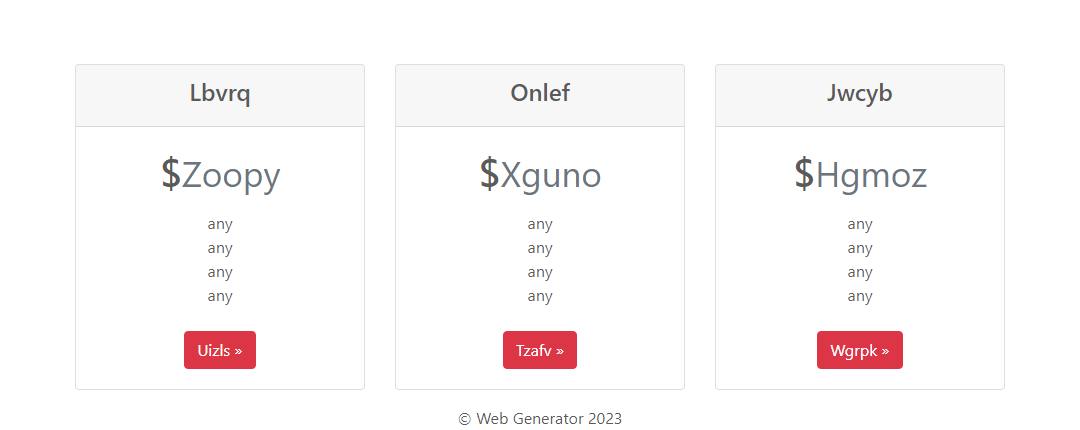 Lbvrq
$Zoopy
any
any
any
any
Uizls »
Onlef
$Xguno
any
any
any
any
Tzafv »
Jwcyb
$Hgmoz
any
any
any
any
Wgrpk »
© Web Generator 2023